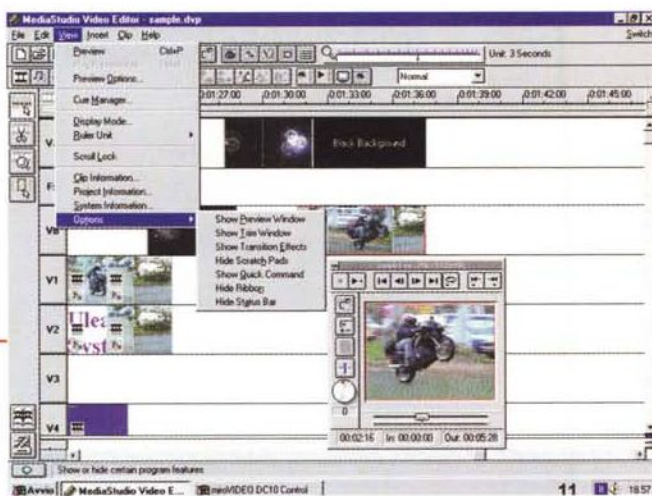 MediaStudio Video Editor - sample.dvp
File Edit View Insert Clip Help Switch
Preview Ctrl+P
Preview Options...
Cue Manager...
Display Mode...
Ruler Unit
Scroll Lock
Clip Information...
Project Information...
System Information...
Options
Show Preview Window
Show Trim Window
Show Transition Effects
Hide Scratch Pads
Show Quick Command
Hide Ribbon
Hide Status Bar
Unit: 3 Seconds
Normal
0:01:27:00 0:01:30:00 0:01:33:00 0:01:36:00 0:01:39:00 0:01:42:00 0:01:45:00
Black Background
V1
V2
V3
V4
0
00:02:16 In: 00:00:00 Dur: 00:05:28
Show or hide certain program features
Avvio MediaStudio Video E... miroVIDEO DC10 Control 11 18.57